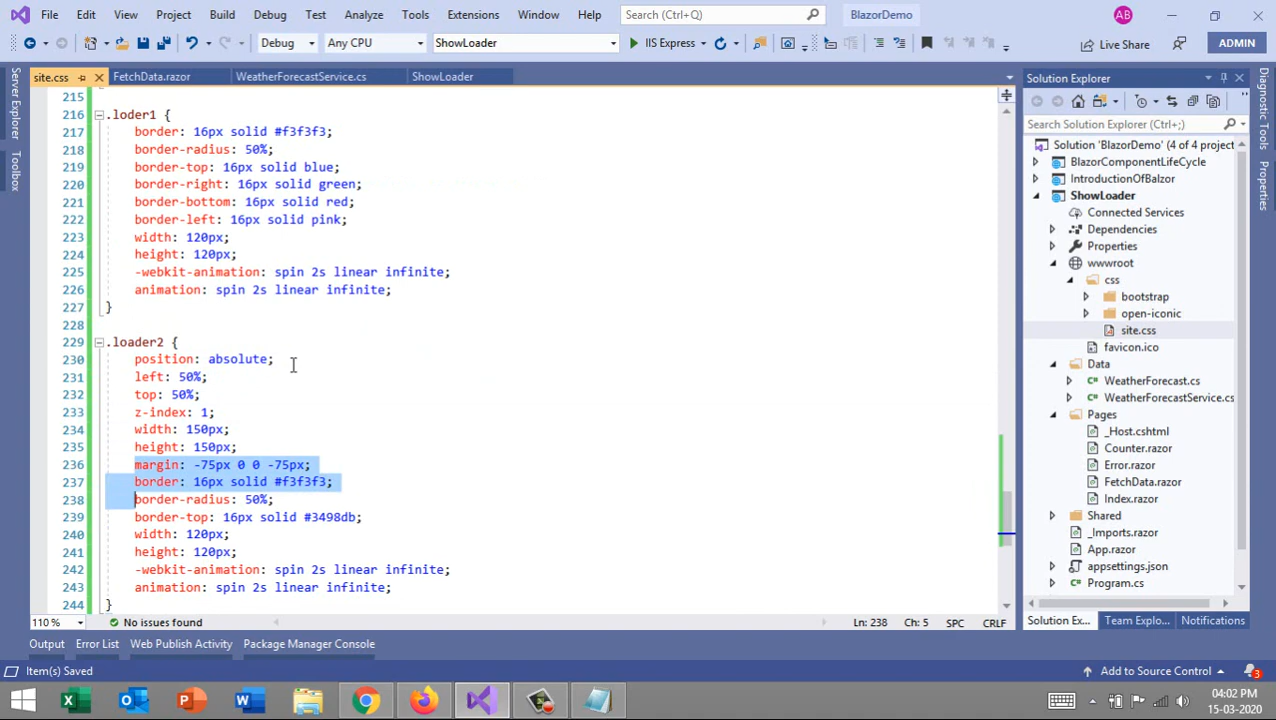 File Edit View Project Build Debug Test Analyze Tools Extensions Window Help Search (Ctrl+Q) BlazorDemo AB
Debug Any CPU ShowLoader IIS Express Live Share ADMIN
Server Explorer
Toolbox
site.css FetchData.razor WeatherForecastService.cs ShowLoader
215
216 .loder1 {
217 border: 16px solid #f3f3f3;
218 border-radius: 50%;
219 border-top: 16px solid blue;
220 border-right: 16px solid green;
221 border-bottom: 16px solid red;
222 border-left: 16px solid pink;
223 width: 120px;
224 height: 120px;
225 -webkit-animation: spin 2s linear infinite;
226 animation: spin 2s linear infinite;
227 }
228
229 .loader2 {
230 position: absolute;
231 left: 50%;
232 top: 50%;
233 z-index: 1;
234 width: 150px;
235 height: 150px;
236 margin: -75px 0 0 -75px;
237 border: 16px solid #f3f3f3;
238 border-radius: 50%;
239 border-top: 16px solid #3498db;
240 width: 120px;
241 height: 120px;
242 -webkit-animation: spin 2s linear infinite;
243 animation: spin 2s linear infinite;
244 }
110 % No issues found Ln: 238 Ch: 5 SPC CRLF
Solution Explorer
Search Solution Explorer (Ctrl+;)
Solution 'BlazorDemo' (4 of 4 project
BlazorComponentLifeCycle
IntroductionOfBalzor
ShowLoader
Connected Services
Dependencies
Properties
wwwroot
css
bootstrap
open-iconic
site.css
favicon.ico
Data
WeatherForecast.cs
WeatherForecastService.cs
Pages
_Host.cshtml
Counter.razor
Error.razor
FetchData.razor
Index.razor
Shared
_Imports.razor
App.razor
appsettings.json
Program.cs
Solution Ex... Team Explo... Notifications
Diagnostic Tools
Properties
Output Error List Web Publish Activity Package Manager Console
Item(s) Saved Add to Source Control 3
04:02 PM
15-03-2020